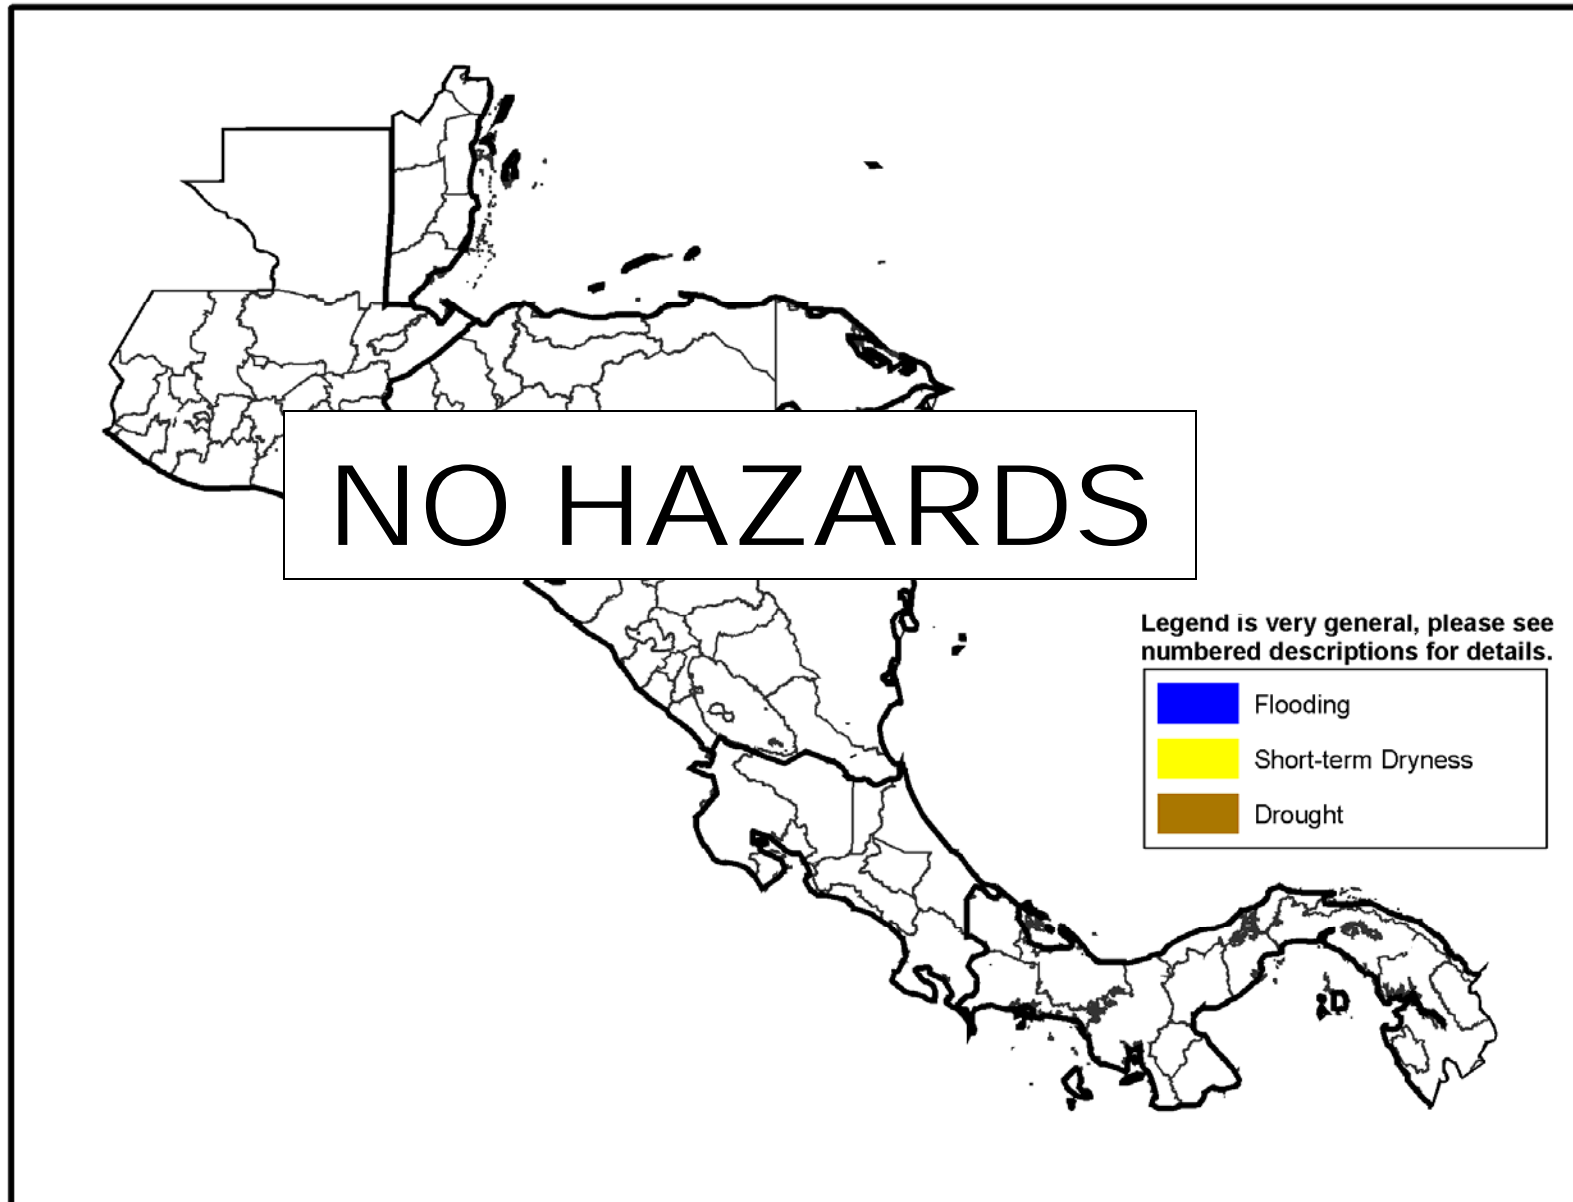 NO HAZARDS
Legend is very general, please see
numbered descriptions for details.
Flooding
Short-term Dryness
Drought